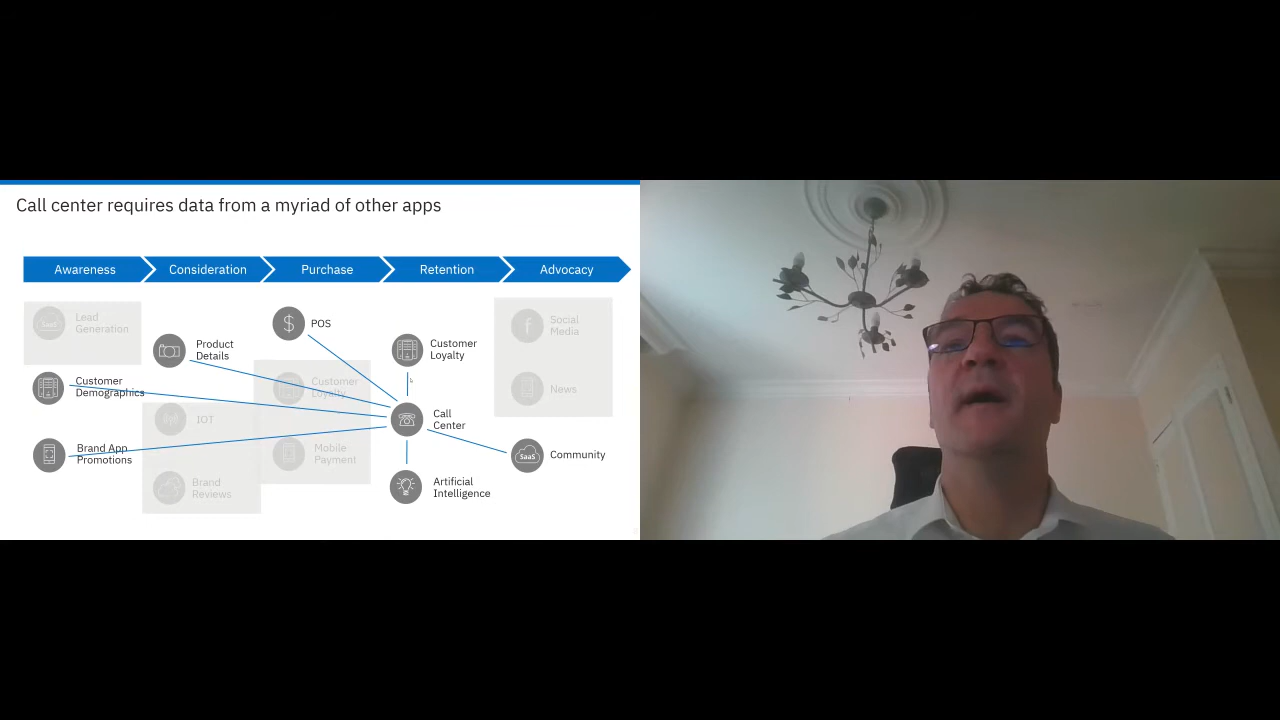 Call center requires data from a myriad of other apps
Awareness
Consideration
Purchase
Retention
Advocacy
SaaS
Lead
Generation
Customer
Demographics
Brand App
Promotions
Product
Details
IOT
Brand
Reviews
$
POS
Customer
Loyalty
Mobile
Payment
Customer
Loyalty
Call
Center
Artificial
Intelligence
f
Social
Media
News
SaaS
Community